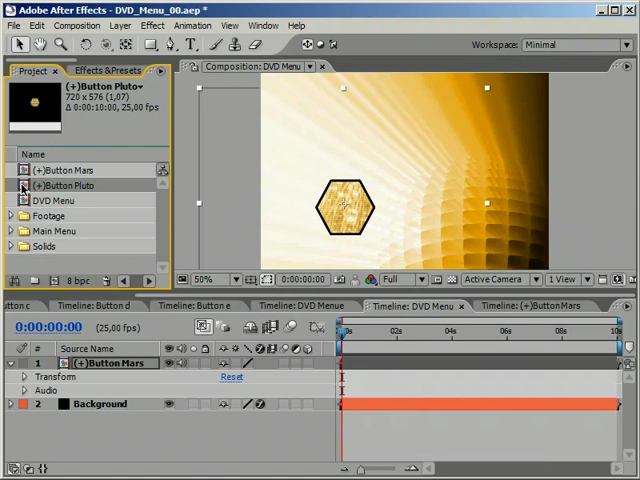 Adobe After Effects - DVD_Menu_00.aep *
File Edit Composition Layer Effect Animation View Window Help
Workspace: Minimal
Project × Effects & Presets
Composition: DVD Menu
(+)Button Pluto
720 x 576 (1,07)
Δ 0:00:10:00, 25,00 fps
Name
(+)Button Mars
(+)Button Pluto
DVD Menu
Footage
Main Menu
Solids
8 bpc
50% 0:00:00:00 Full Active Camera 1 View
tton c Timeline: Button d Timeline: Button e Timeline: DVD Menue Timeline: DVD Menu × Timeline: (+)Button Mars
0:00:00:00 (25,00 fps)
0s 02s 04s 06s 08s 10s
# Source Name
1 (+)Button Mars
Transform Reset
Audio
2 Background